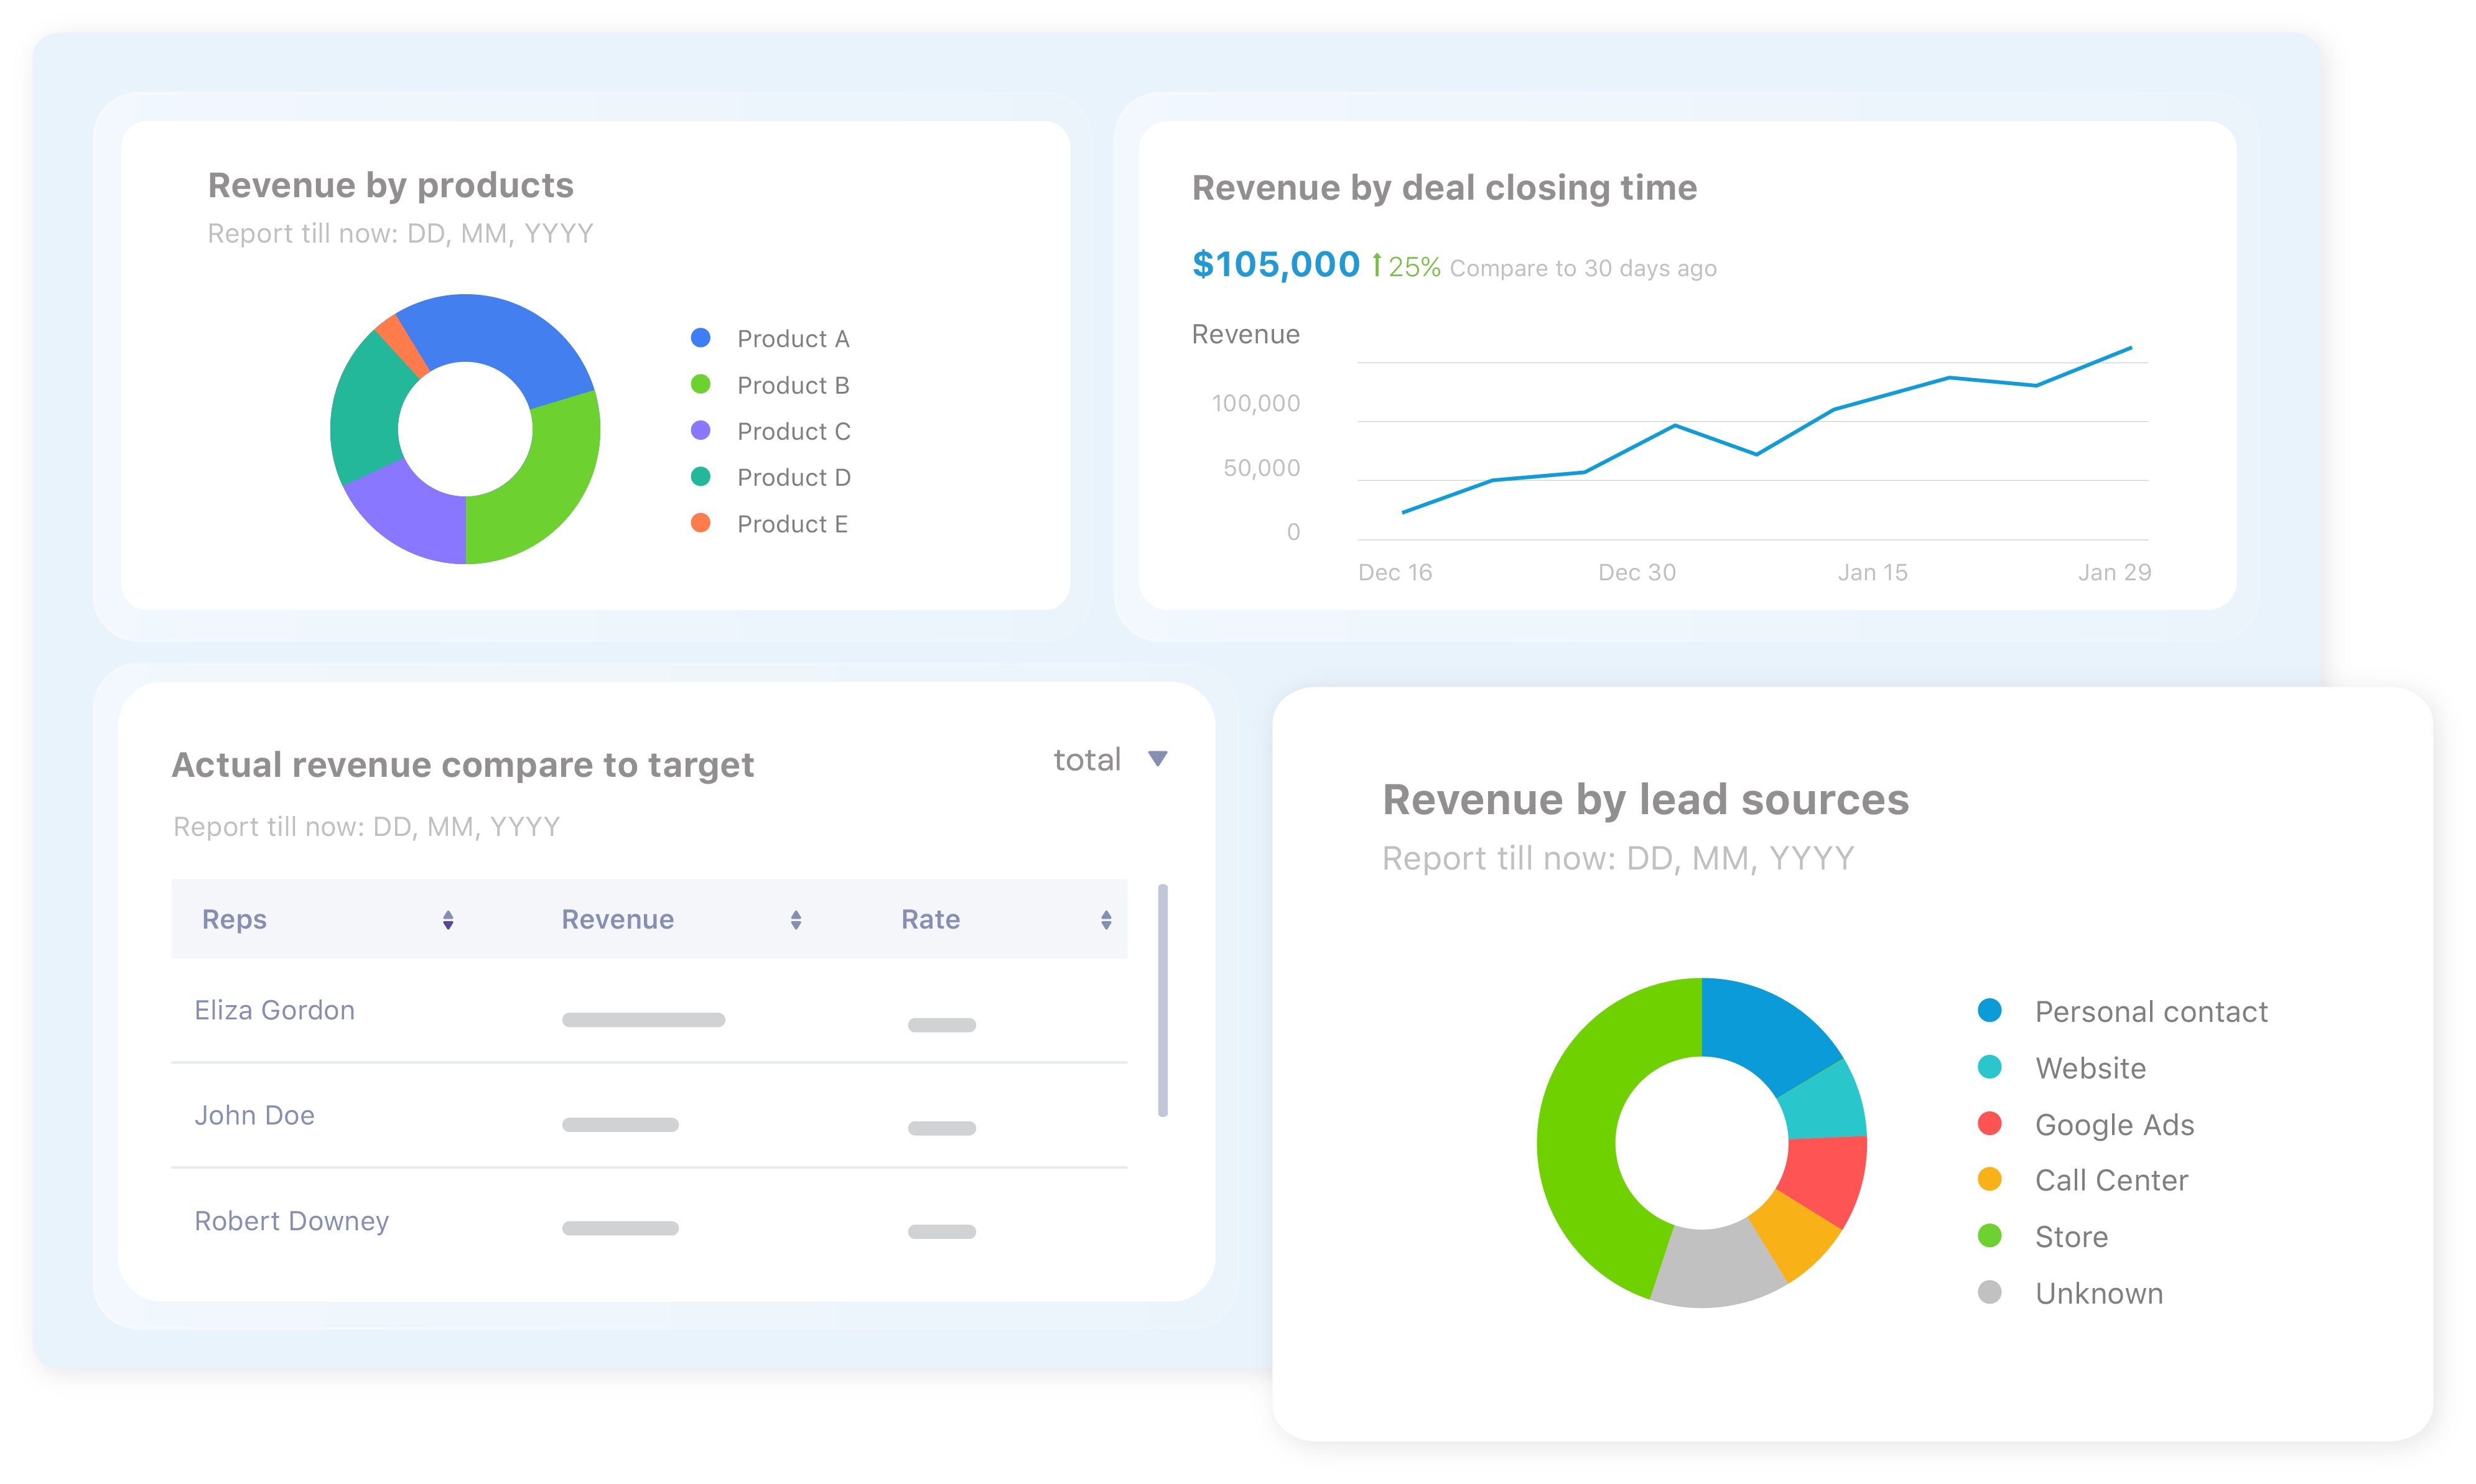 Revenue by products
Report till now: DD, MM, YYYY
Product A
Product B
Product C
Product D
Product E
Revenue by deal closing time
$105,000 25% Compare to 30 days ago
Revenue
100,000
50,000
0
Dec 16 Dec 30 Jan 15 Jan 29
Actual revenue compare to target total
Report till now: DD, MM, YYYY
Reps Revenue Rate
Eliza Gordon
John Doe
Robert Downey
Revenue by lead sources
Report till now: DD, MM, YYYY
Personal contact
Website
Google Ads
Call Center
Store
Unknown